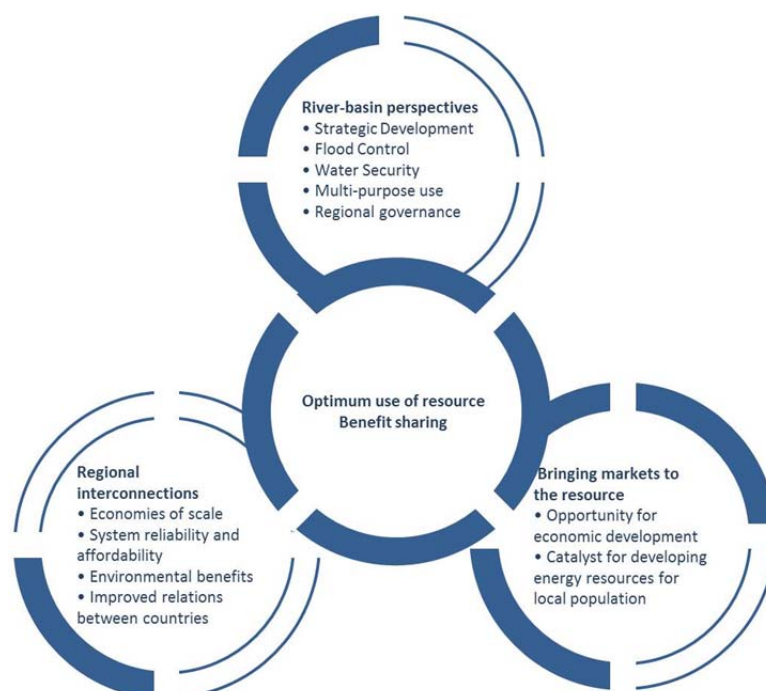 River-basin perspectives
• Strategic Development
• Flood Control
• Water Security
• Multi-purpose use
• Regional governance
Optimum use of resource
Benefit sharing
Regional
interconnections
• Economies of scale
• System reliability and
affordability
• Environmental benefits
• Improved relations
between countries
Bringing markets to
the resource
• Opportunity for
economic development
• Catalyst for developing
energy resources for
local population